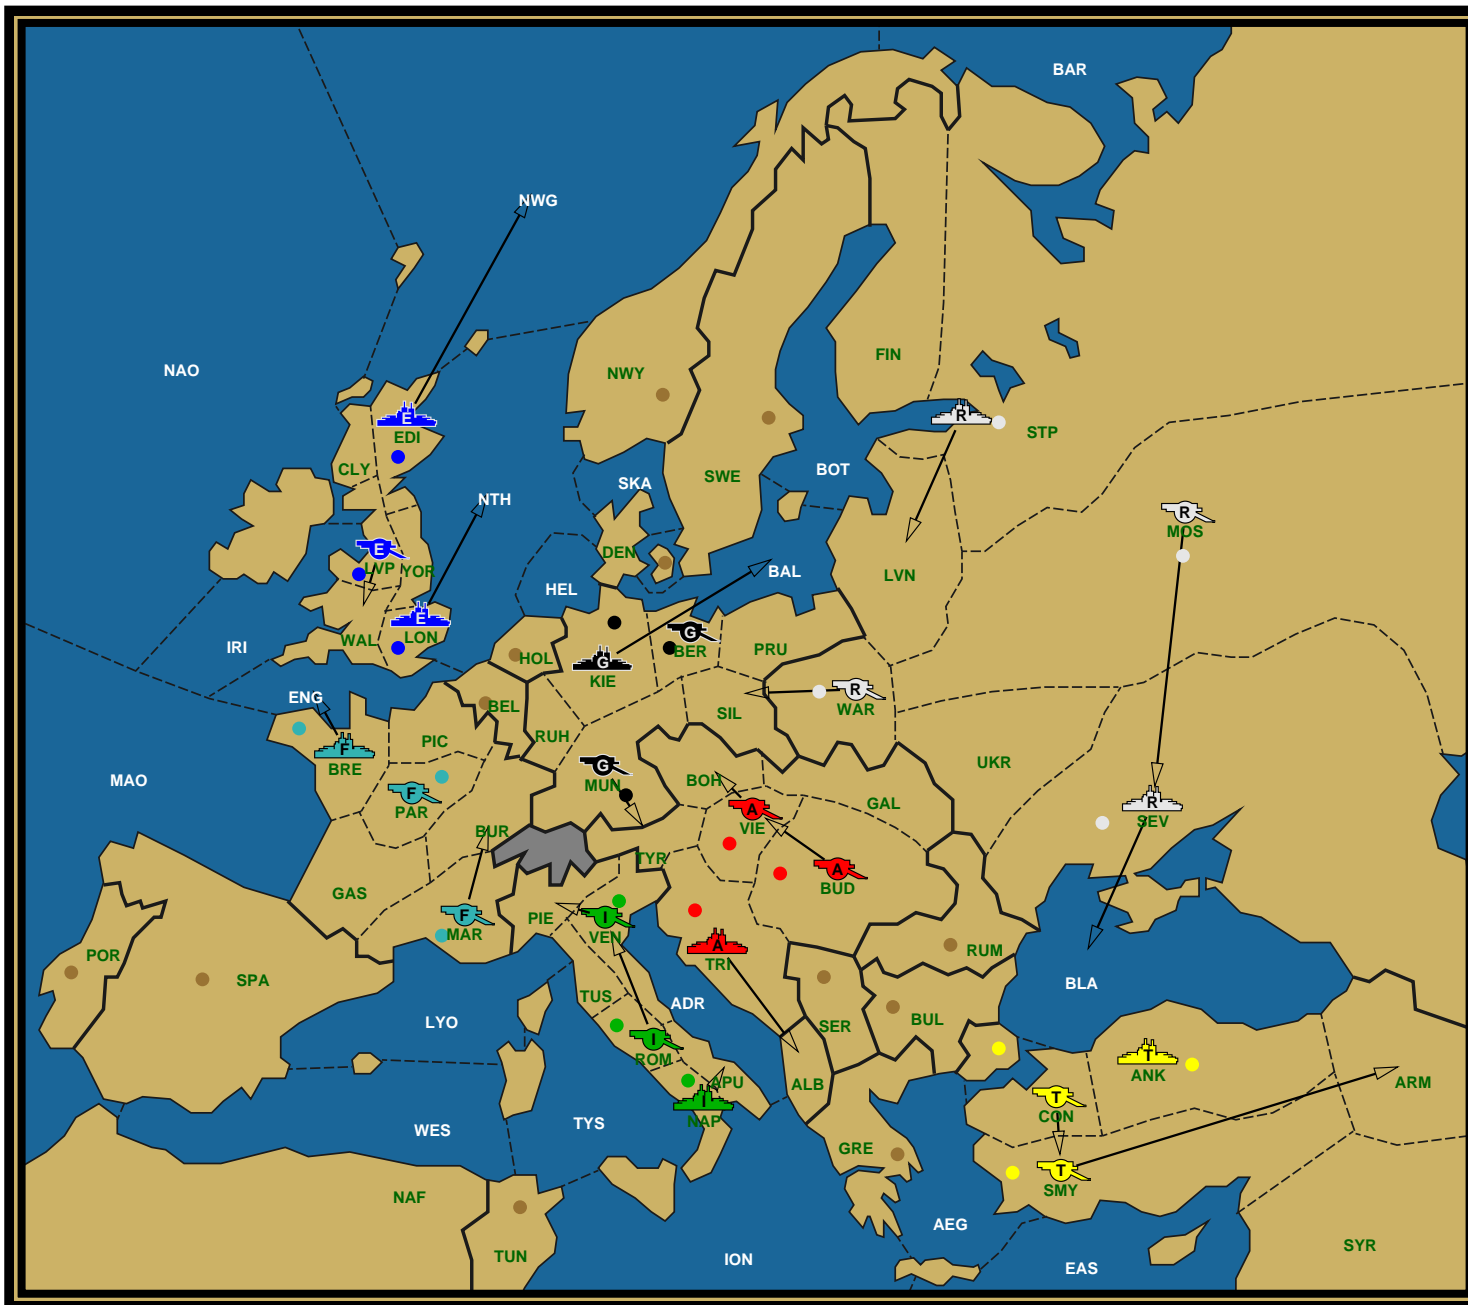 BAR
NWG
NAO
FIN
NWY
R
STP
E
EDI
CLY
SWE
BOT
SKA
NTH
R
MOS
E
LVP
YOR
DEN
BAL
LVN
HEL
E
LON
WAL
IRI
G
BER
PRU
HOL
G
KIE
R
WAR
ENG
BEL
SIL
PIC
RUH
F
BRE
UKR
MAO
G
MUN
BOH
F
PAR
A
VIE
GAL
R
SEV
BUR
TYR
A
BUD
GAS
F
MAR
PIE
I
VEN
A
TRI
RUM
POR
SPA
BLA
TUS
ADR
LYO
SER
BUL
I
ROM
T
ANK
APU
ALB
ARM
I
NAP
T
CON
TYS
WES
GRE
T
SMY
NAF
AEG
SYR
TUN
ION
EAS